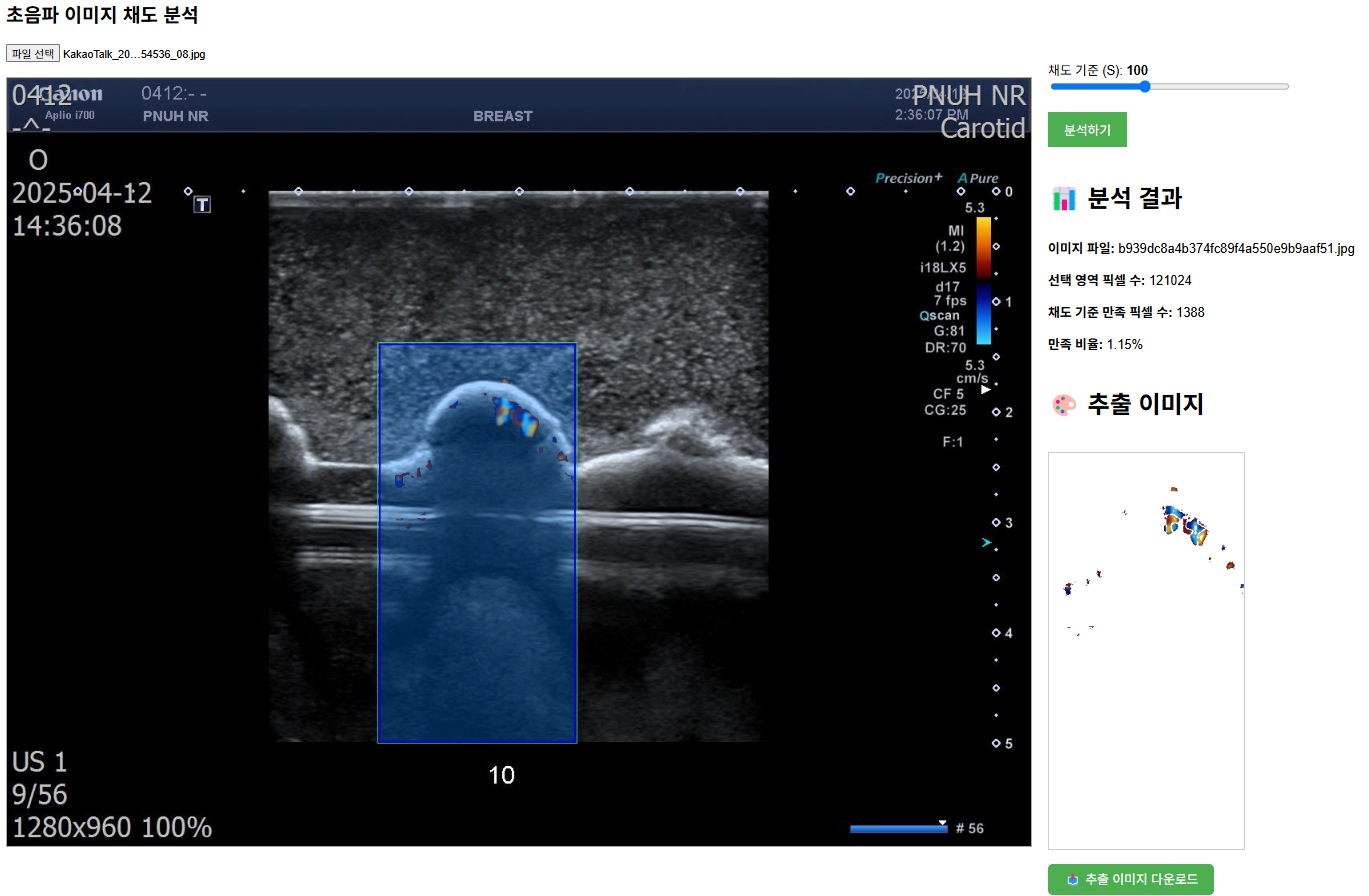 초음파 이미지 채도 분석
파일 선택 KakaoTalk_20…54536_08.jpg
0412
Canon
Aplio i700
0412:- -
PNUH NR
BREAST
2:36:07 PM
PNUH NR
Carotid
-^-
O
2025-04-12
14:36:08
T
Precision+ A Pure
0
5.3
MI
(1.2)
i18LX5
d17
7 fps
Qscan
G:81
DR:70
5.3
cm/s
CF 5
CG:25
F:1
1
2
3
4
5
US 1
9/56
1280x960 100%
10
# 56
채도 기준 (S): 100
분석하기
분석 결과
이미지 파일: b939dc8a4b374fc89f4a550e9b9aaf51.jpg
선택 영역 픽셀 수: 121024
채도 기준 만족 픽셀 수: 1388
만족 비율: 1.15%
추출 이미지
추출 이미지 다운로드